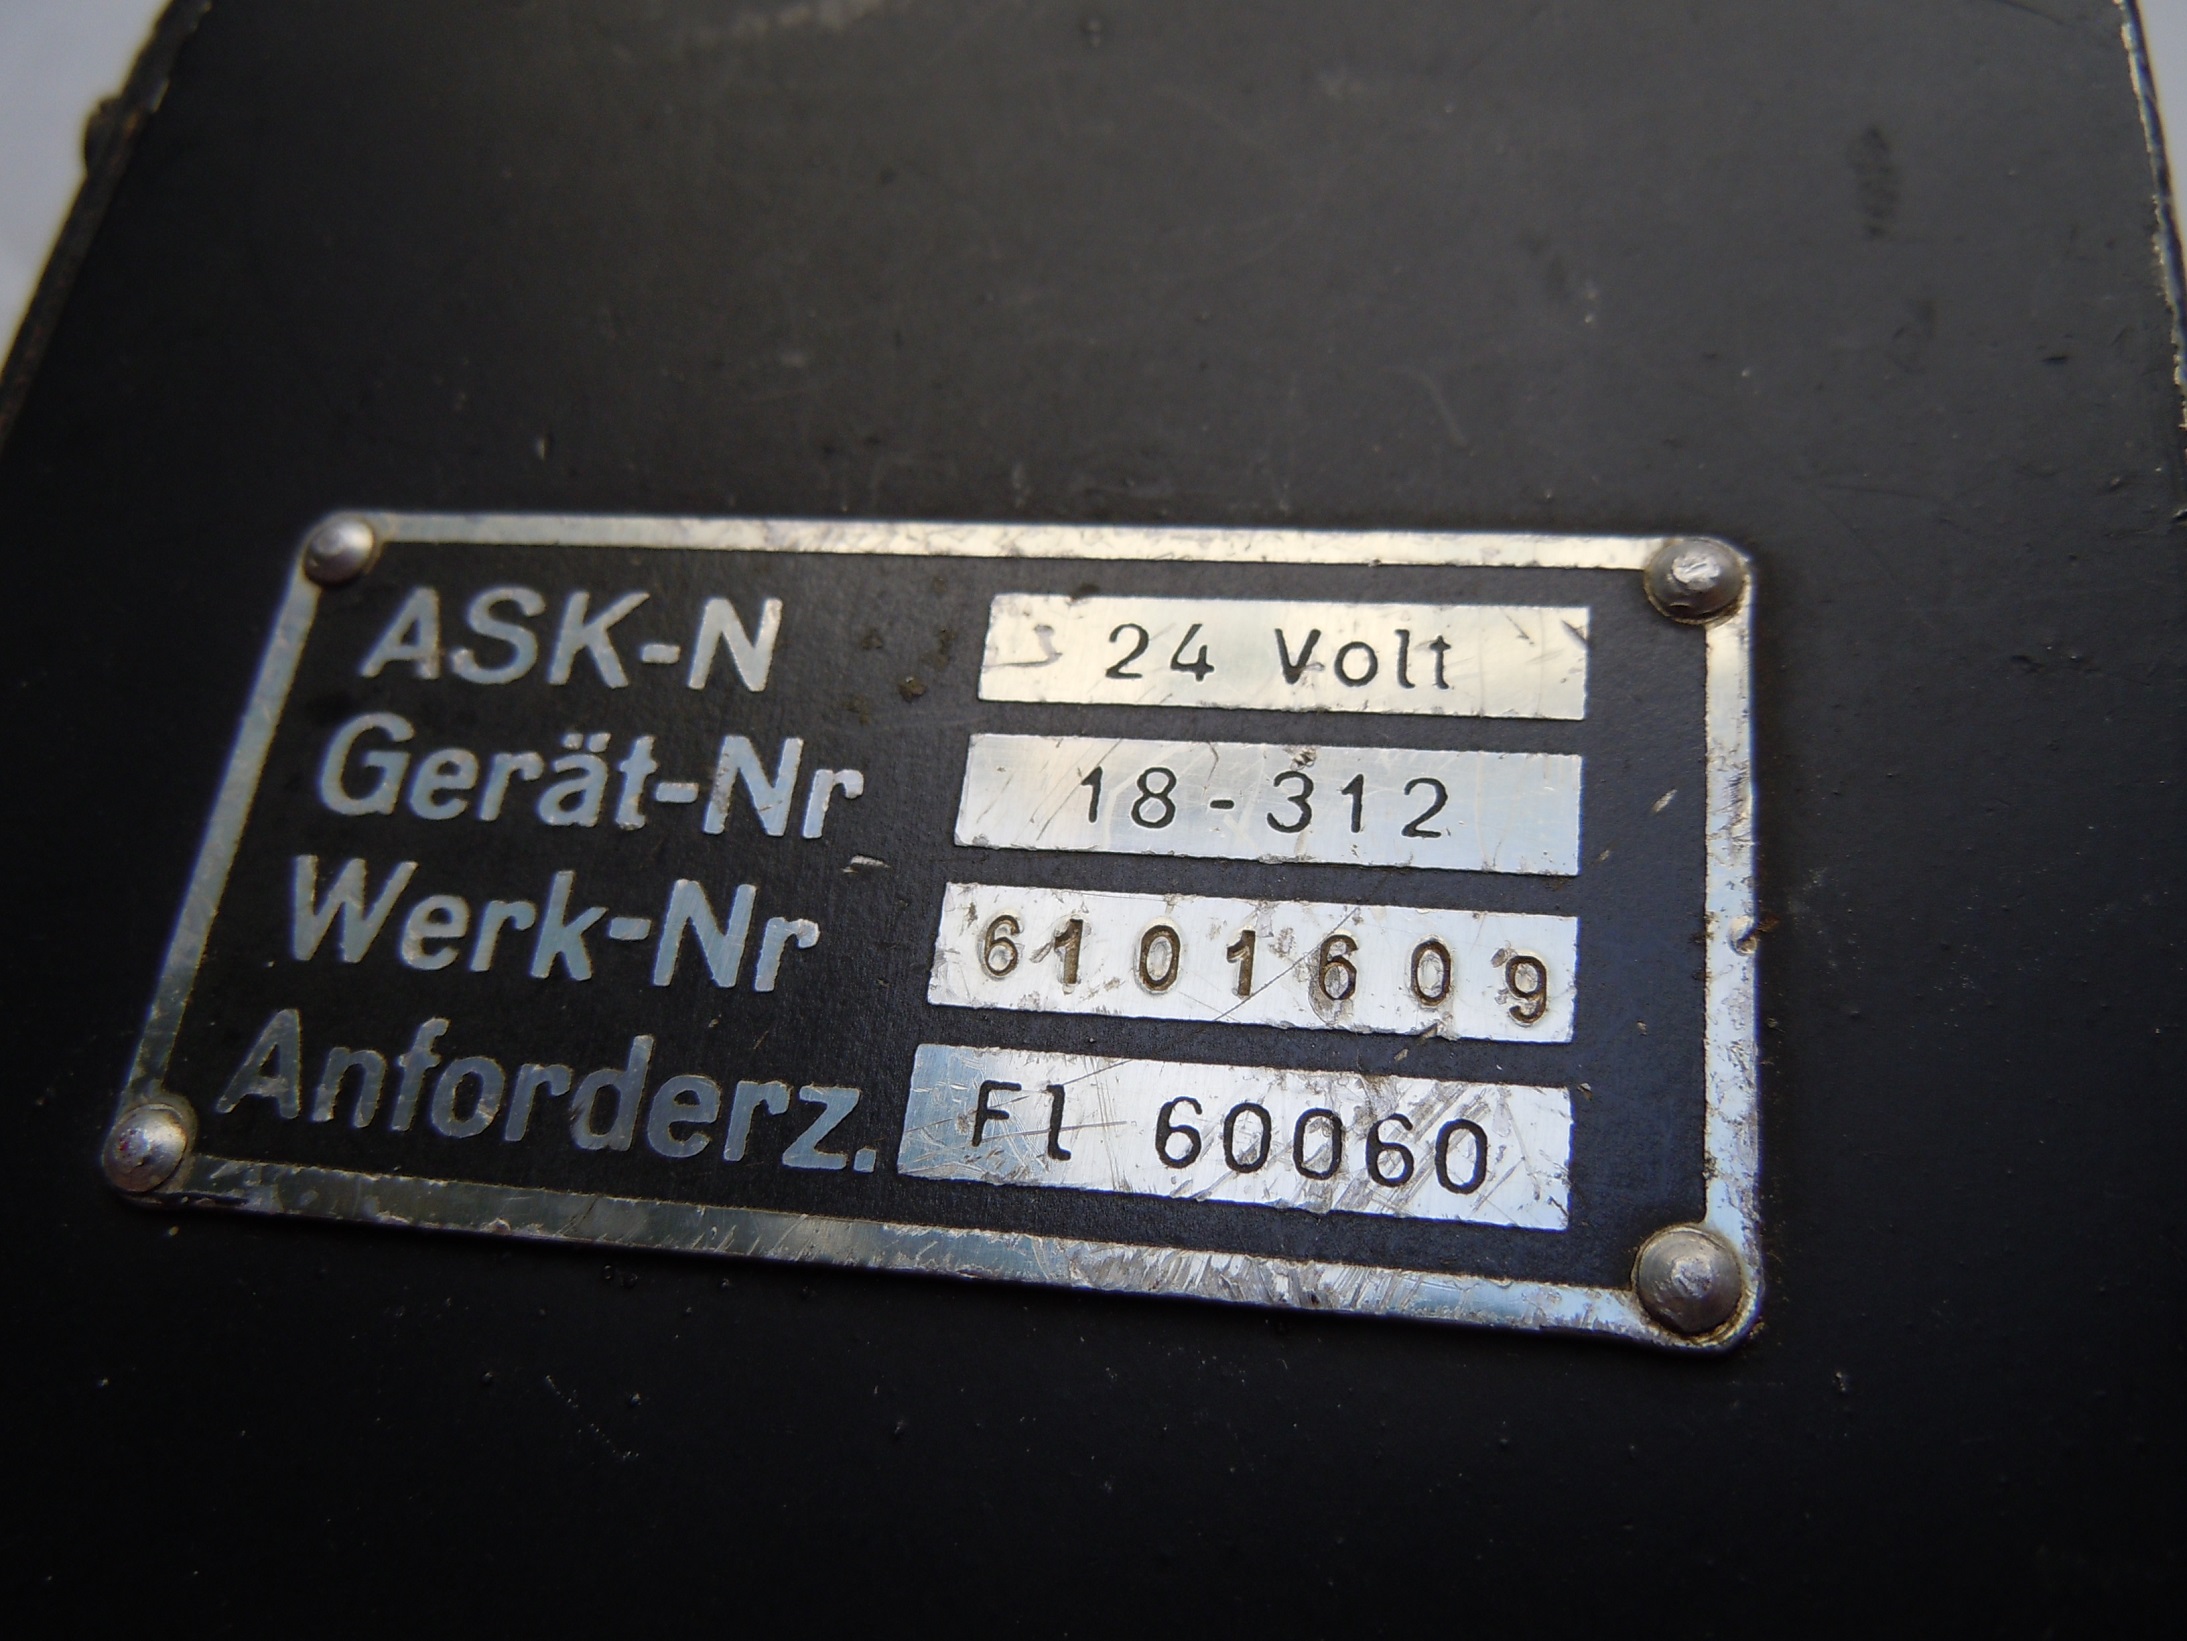 ASK-N 24 Volt
Gerät-Nr 18-312
Werk-Nr 6101609
Anforderz. Fl 60060